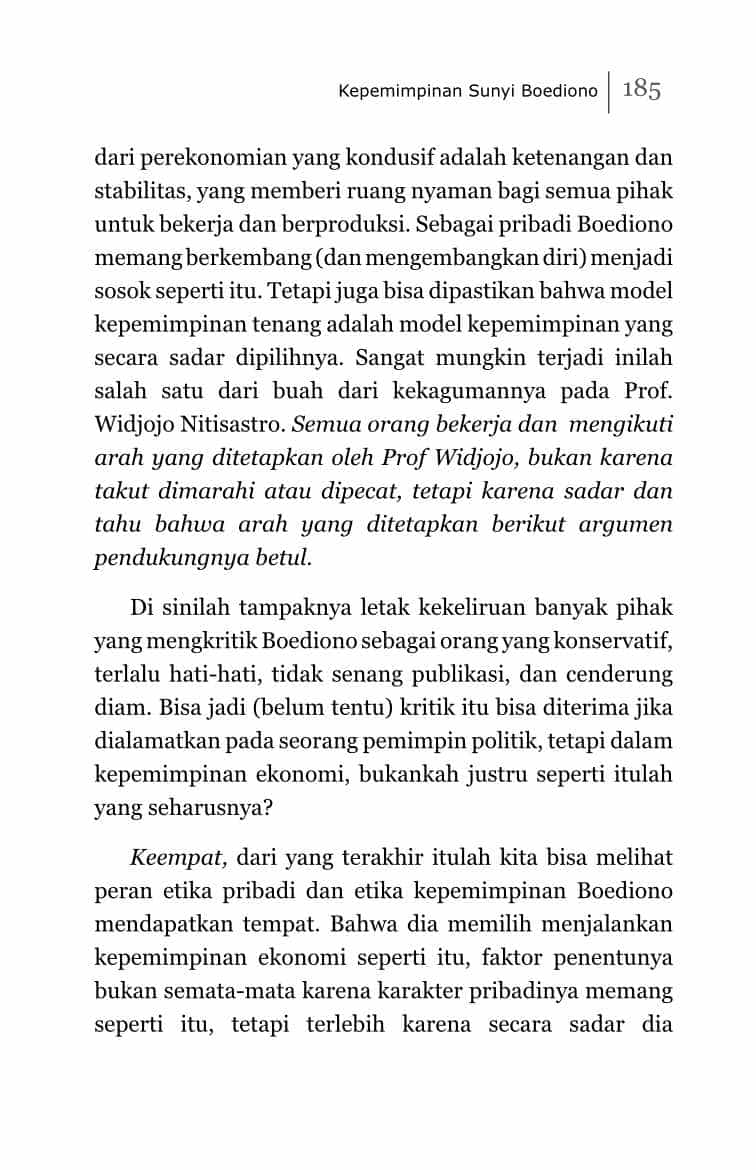 Kepemimpinan Sunyi Boediono 185
dari perekonomian yang kondusif adalah ketenangan dan
stabilitas, yang memberi ruang nyaman bagi semua pihak
untuk bekerja dan berproduksi. Sebagai pribadi Boediono
memang berkembang (dan mengembangkan diri) menjadi
sosok seperti itu. Tetapi juga bisa dipastikan bahwa model
kepemimpinan tenang adalah model kepemimpinan yang
secara sadar dipilihnya. Sangat mungkin terjadi inilah
salah satu dari buah dari kekagumannya pada Prof.
Widjojo Nitisastro. Semua orang bekerja dan mengikuti
arah yang ditetapkan oleh Prof Widjojo, bukan karena
takut dimarahi atau dipecat, tetapi karena sadar dan
tahu bahwa arah yang ditetapkan berikut argumen
pendukungnya betul.
Di sinilah tampaknya letak kekeliruan banyak pihak
yang mengkritik Boediono sebagai orang yang konservatif,
terlalu hati-hati, tidak senang publikasi, dan cenderung
diam. Bisa jadi (belum tentu) kritik itu bisa diterima jika
dialamatkan pada seorang pemimpin politik, tetapi dalam
kepemimpinan ekonomi, bukankah justru seperti itulah
yang seharusnya?
Keempat, dari yang terakhir itulah kita bisa melihat
peran etika pribadi dan etika kepemimpinan Boediono
mendapatkan tempat. Bahwa dia memilih menjalankan
kepemimpinan ekonomi seperti itu, faktor penentunya
bukan semata-mata karena karakter pribadinya memang
seperti itu, tetapi terlebih karena secara sadar dia